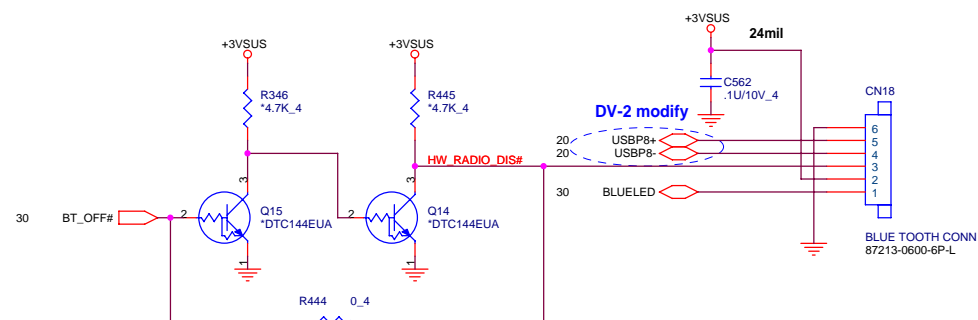 +3VSUS
24mil
+3VSUS
+3VSUS
R346
*4.7K_4
R445
*4.7K_4
C562
.1U/10V_4
CN18
DV-2 modify
20
USBP8+
20
USBP8-
HW_RADIO_DIS#
6
5
4
3
2
1
3
3
30
BLUELED
30
BT_OFF#
2
Q15
*DTC144EUA
2
Q14
*DTC144EUA
1
1
BLUE TOOTH CONN
87213-0600-6P-L
R444 0_4